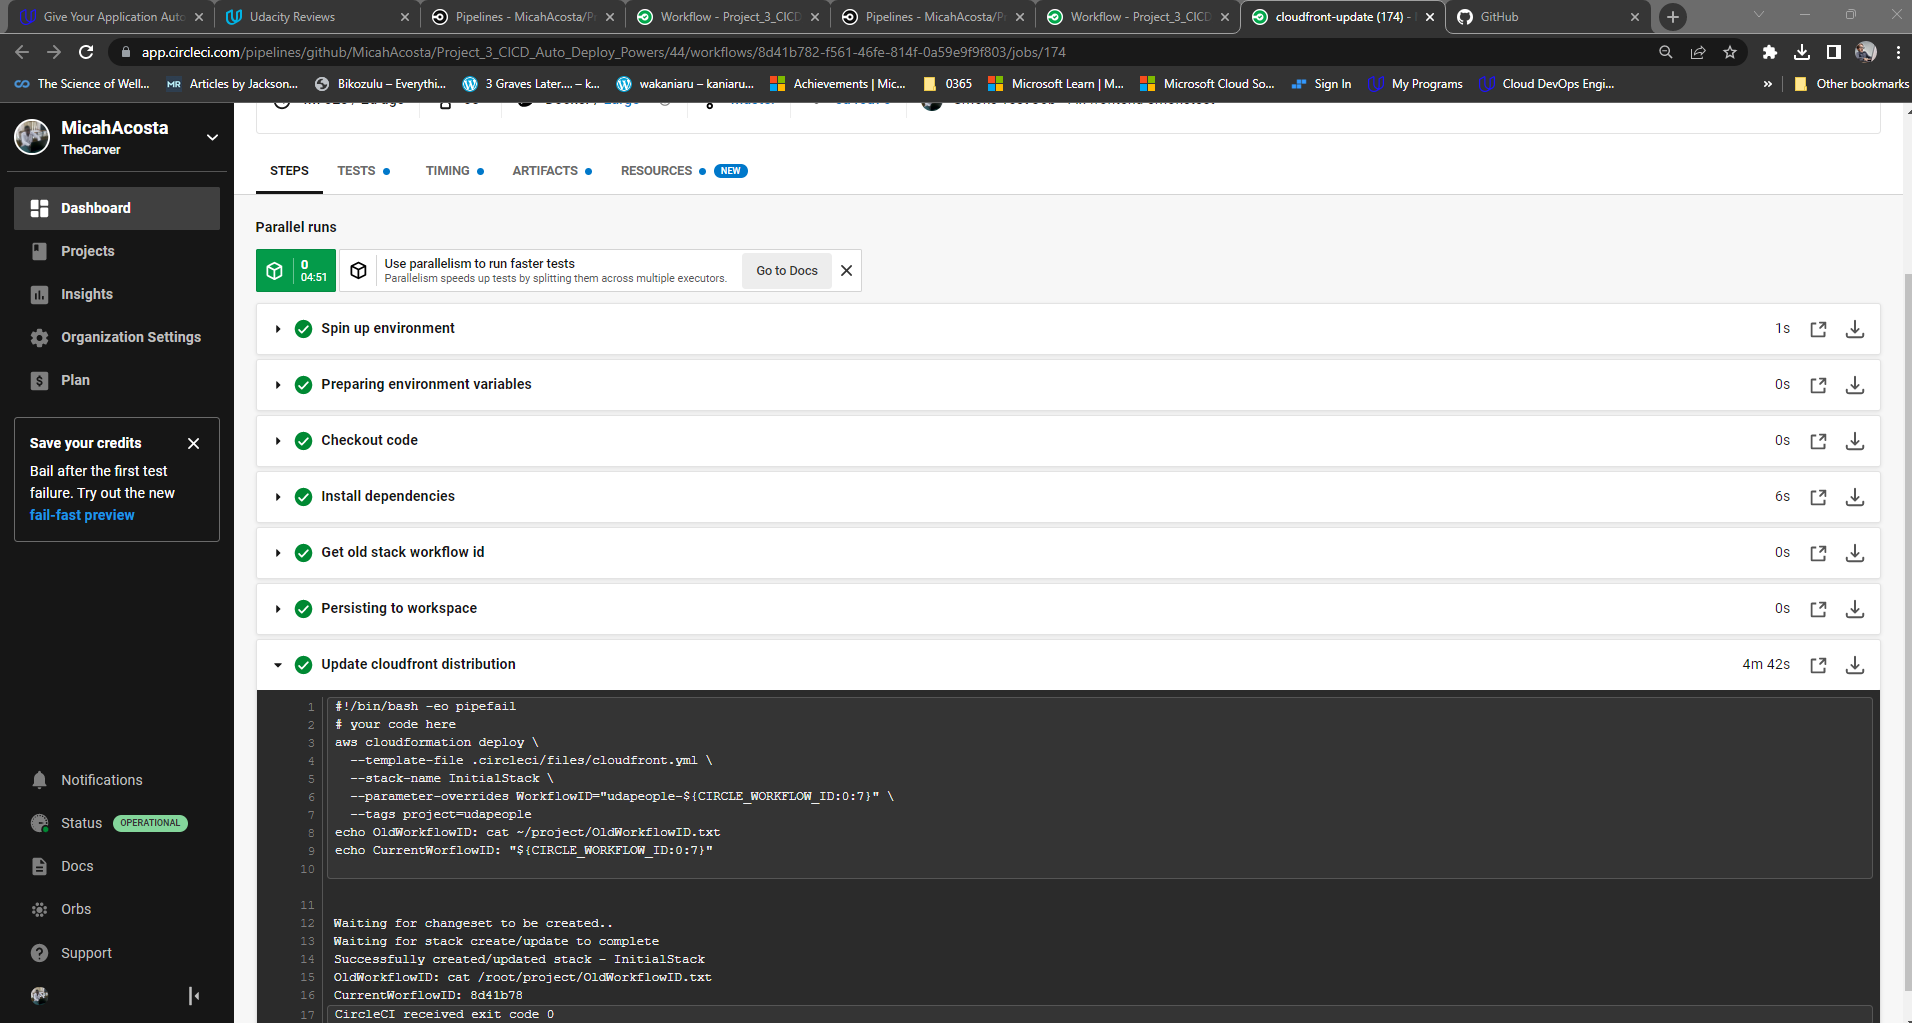 Give Your Application Auto
Udacity Reviews
Pipelines - MicahAcosta/P
Workflow - Project_3_CICD
Pipelines - MicahAcosta/P
Workflow - Project_3_CICD
cloudfront-update (174) -
GitHub
app.circleci.com/pipelines/github/MicahAcosta/Project_3_CICD_Auto_Deploy_Powers/44/workflows/8d41b782-f561-46fe-814f-0a59e9f9f803/jobs/174
The Science of Well...
MR Articles by Jackson...
Bikozulu – Everythi...
3 Graves Later.... – k...
wakaniaru – kaniaru...
Achievements | Mic...
0365
Microsoft Learn | M...
Microsoft Cloud So...
Sign In
My Programs
Cloud DevOps Engi...
»
Other bookmarks
MicahAcosta
TheCarver
Dashboard
Projects
Insights
Organization Settings
Plan
Save your credits
Bail after the first test
failure. Try out the new
fail-fast preview
Notifications
Status OPERATIONAL
Docs
Orbs
Support
STEPS
TESTS
TIMING
ARTIFACTS
RESOURCES NEW
Parallel runs
0
04:51
Use parallelism to run faster tests
Parallelism speeds up tests by splitting them across multiple executors.
Go to Docs
Spin up environment 1s
Preparing environment variables 0s
Checkout code 0s
Install dependencies 6s
Get old stack workflow id 0s
Persisting to workspace 0s
Update cloudfront distribution 4m 42s
1 #!/bin/bash -eo pipefail
2 # your code here
3 aws cloudformation deploy \
4 --template-file .circleci/files/cloudfront.yml \
5 --stack-name InitialStack \
6 --parameter-overrides WorkflowID="udapeople-${CIRCLE_WORKFLOW_ID:0:7}" \
7 --tags project=udapeople
8 echo OldWorkflowID: cat ~/project/OldWorkflowID.txt
9 echo CurrentWorflowID: "${CIRCLE_WORKFLOW_ID:0:7}"
10
11
12 Waiting for changeset to be created..
13 Waiting for stack create/update to complete
14 Successfully created/updated stack - InitialStack
15 OldWorkflowID: cat /root/project/OldWorkflowID.txt
16 CurrentWorflowID: 8d41b78
17 CircleCI received exit code 0